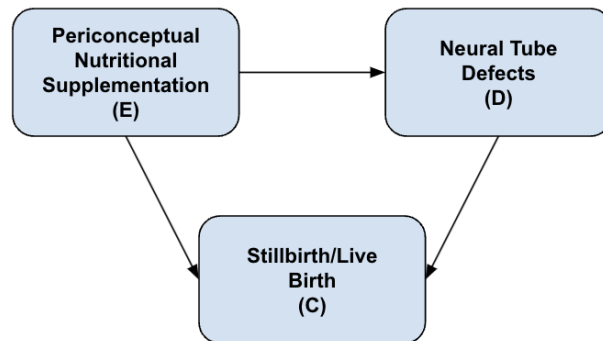 Periconceptual
Nutritional
Supplementation
(E)
Neural Tube
Defects
(D)
Stillbirth/Live
Birth
(C)